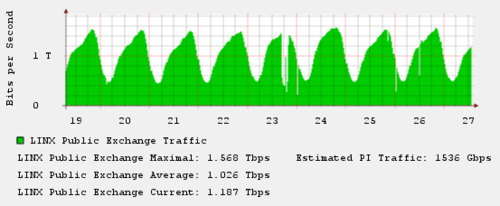 Bits per Second
1 T
0
19 20 21 22 23 24 25 26 27
LINX Public Exchange Traffic
LINX Public Exchange Maximal: 1.568 Tbps Estimated PI Traffic: 1536 Gbps
LINX Public Exchange Average: 1.026 Tbps
LINX Public Exchange Current: 1.187 Tbps